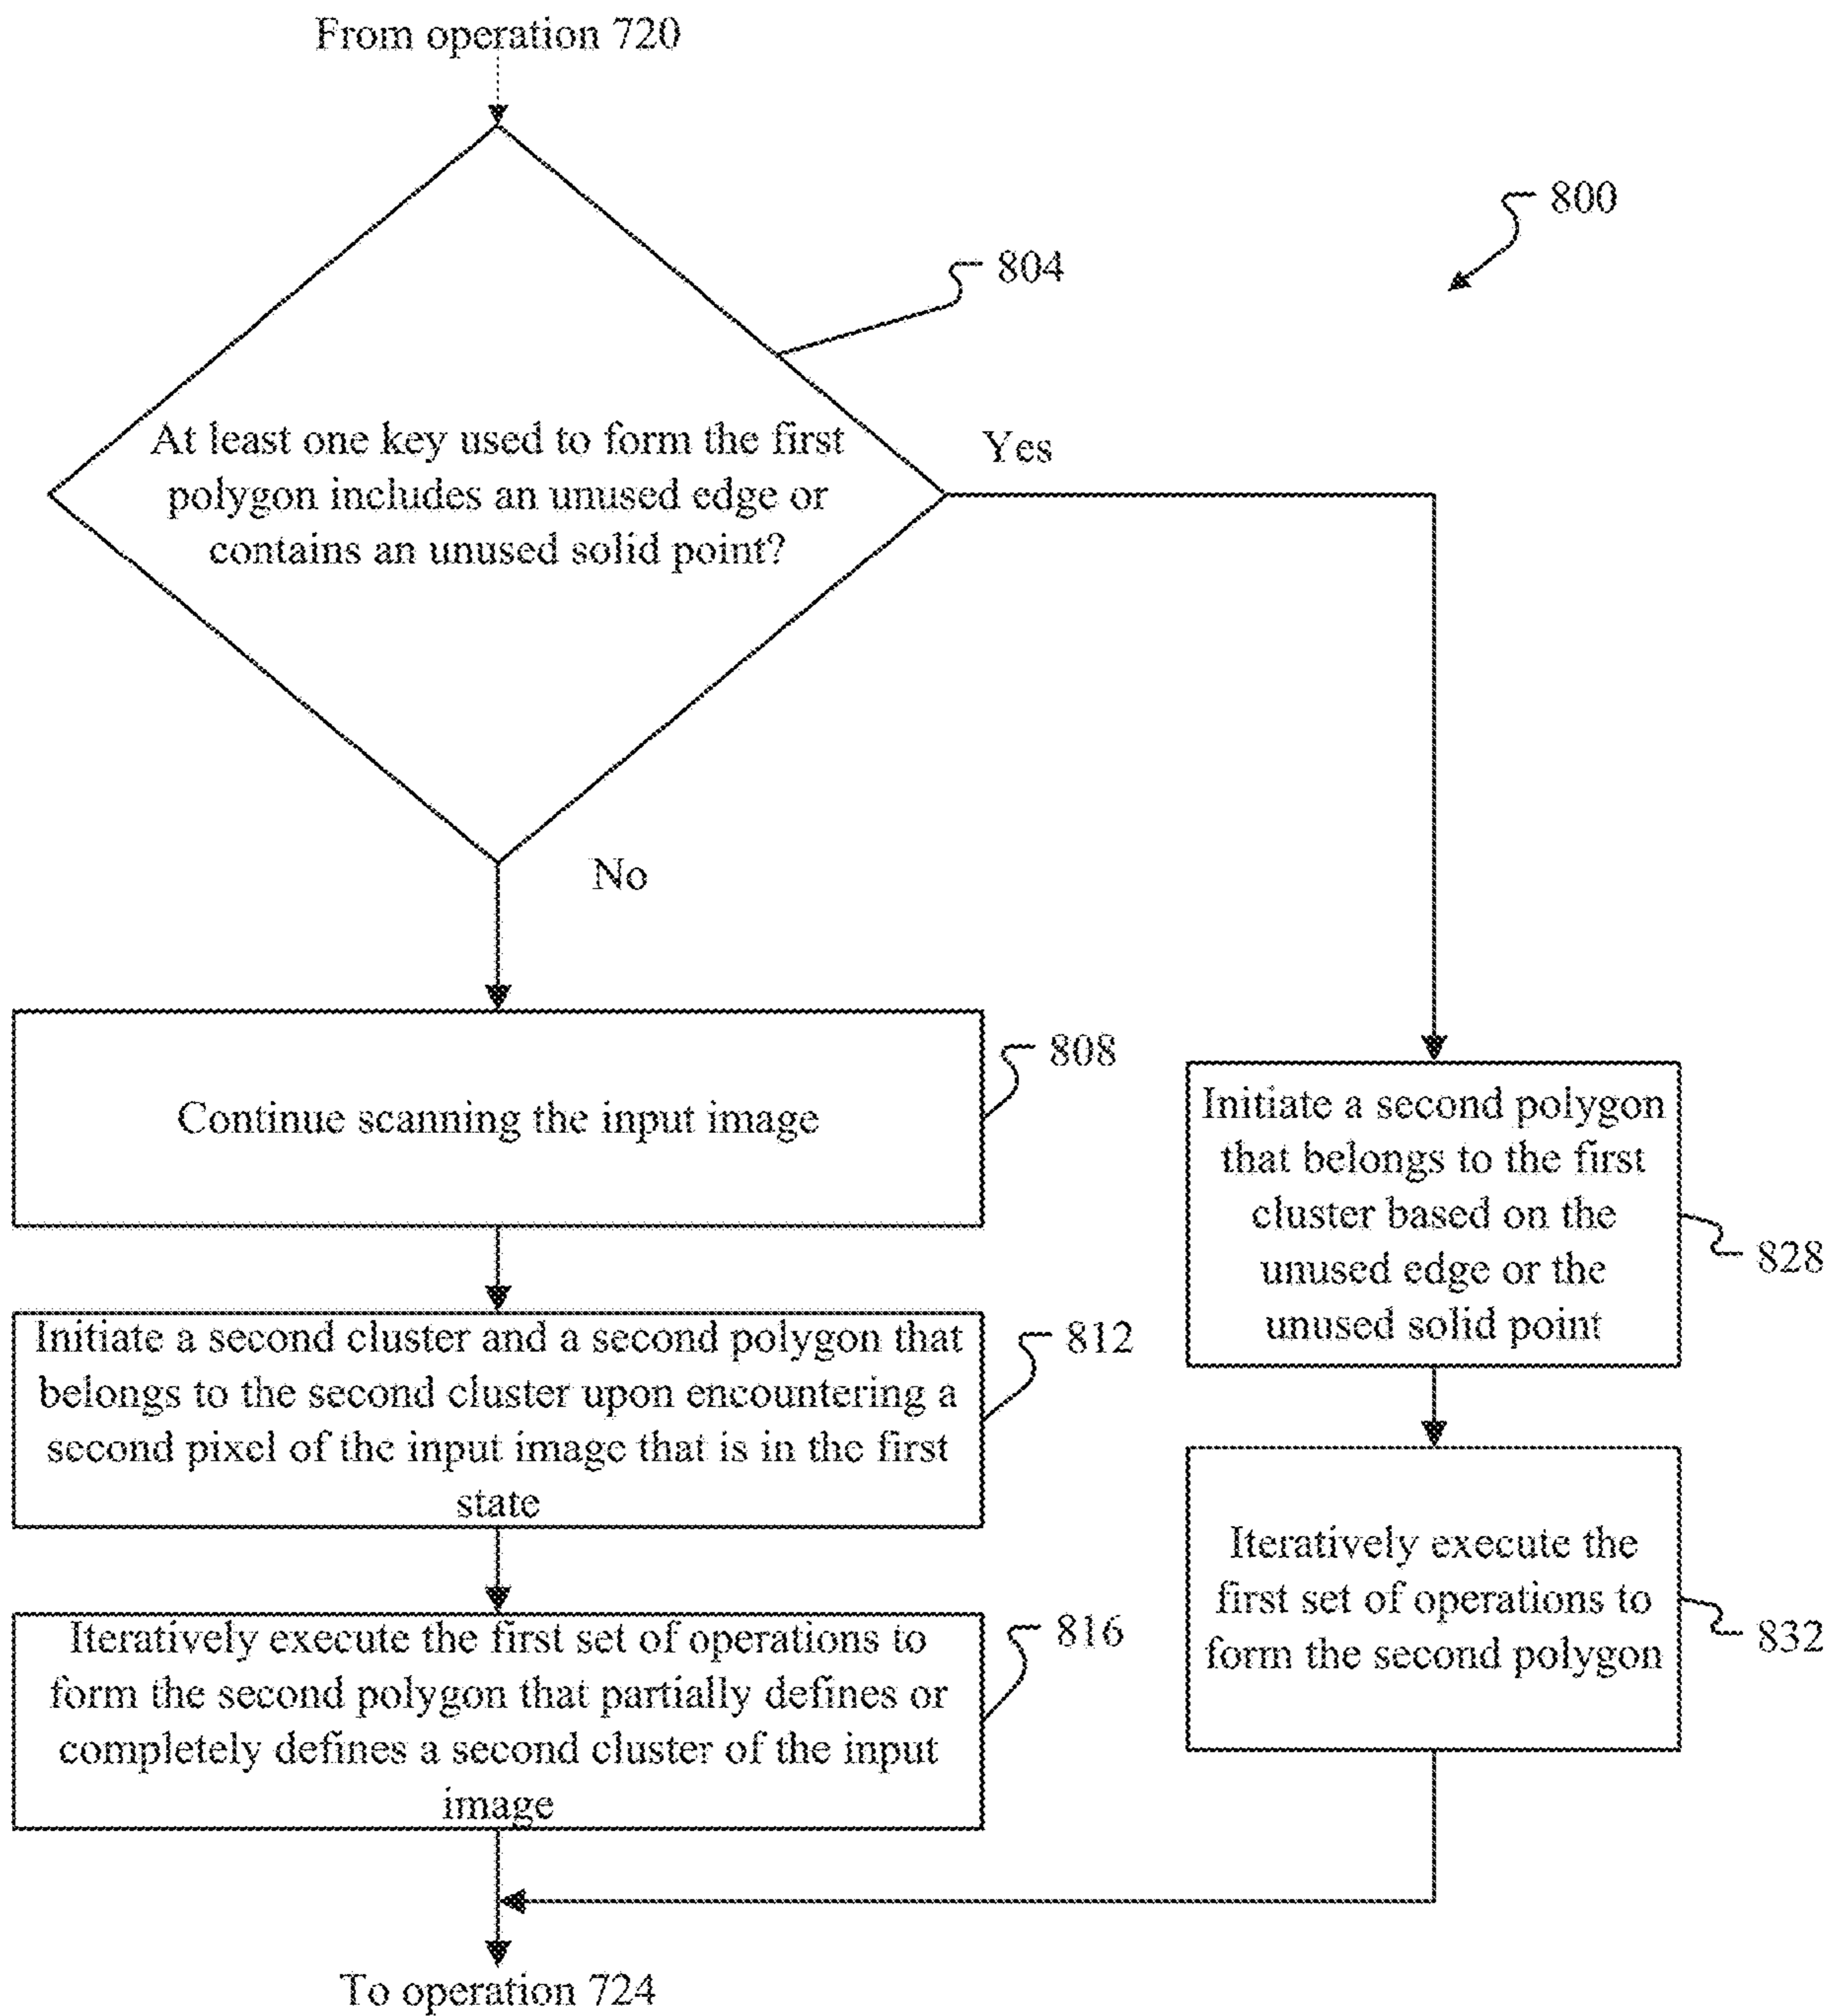 From operation 720
800
804
At least one key used to form the first
polygon includes an unused edge or
contains an unused solid point?
Yes
No
808
Continue scanning the input image
Initiate a second polygon
that belongs to the first
cluster based on the
unused edge or the
unused solid point
828
812
Initiate a second cluster and a second polygon that
belongs to the second cluster upon encountering a
second pixel of the input image that is in the first
state
Iteratively execute the
first set of operations to
form the second polygon
832
816
Iteratively execute the first set of operations to
form the second polygon that partially defines or
completely defines a second cluster of the input
image
To operation 724